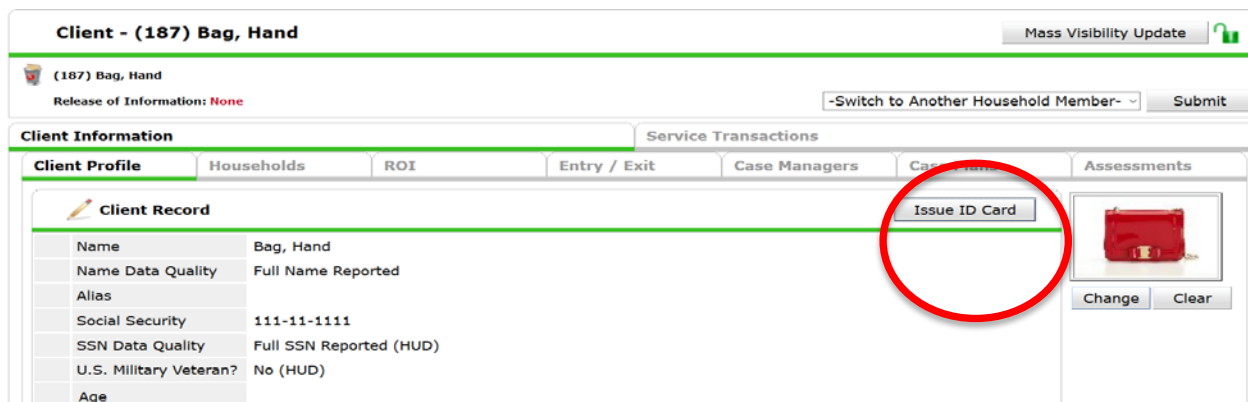 Client - (187) Bag, Hand
Mass Visibility Update
(187) Bag, Hand
Release of Information: None
-Switch to Another Household Member-
Submit
Client Information
Service Transactions
Client Profile
Households
ROI
Entry / Exit
Case Managers
Case Plans
Assessments
Client Record
Issue ID Card
Name
Bag, Hand
Name Data Quality
Full Name Reported
Alias
Change
Clear
Social Security
111-11-1111
SSN Data Quality
Full SSN Reported (HUD)
U.S. Military Veteran?
No (HUD)
Age